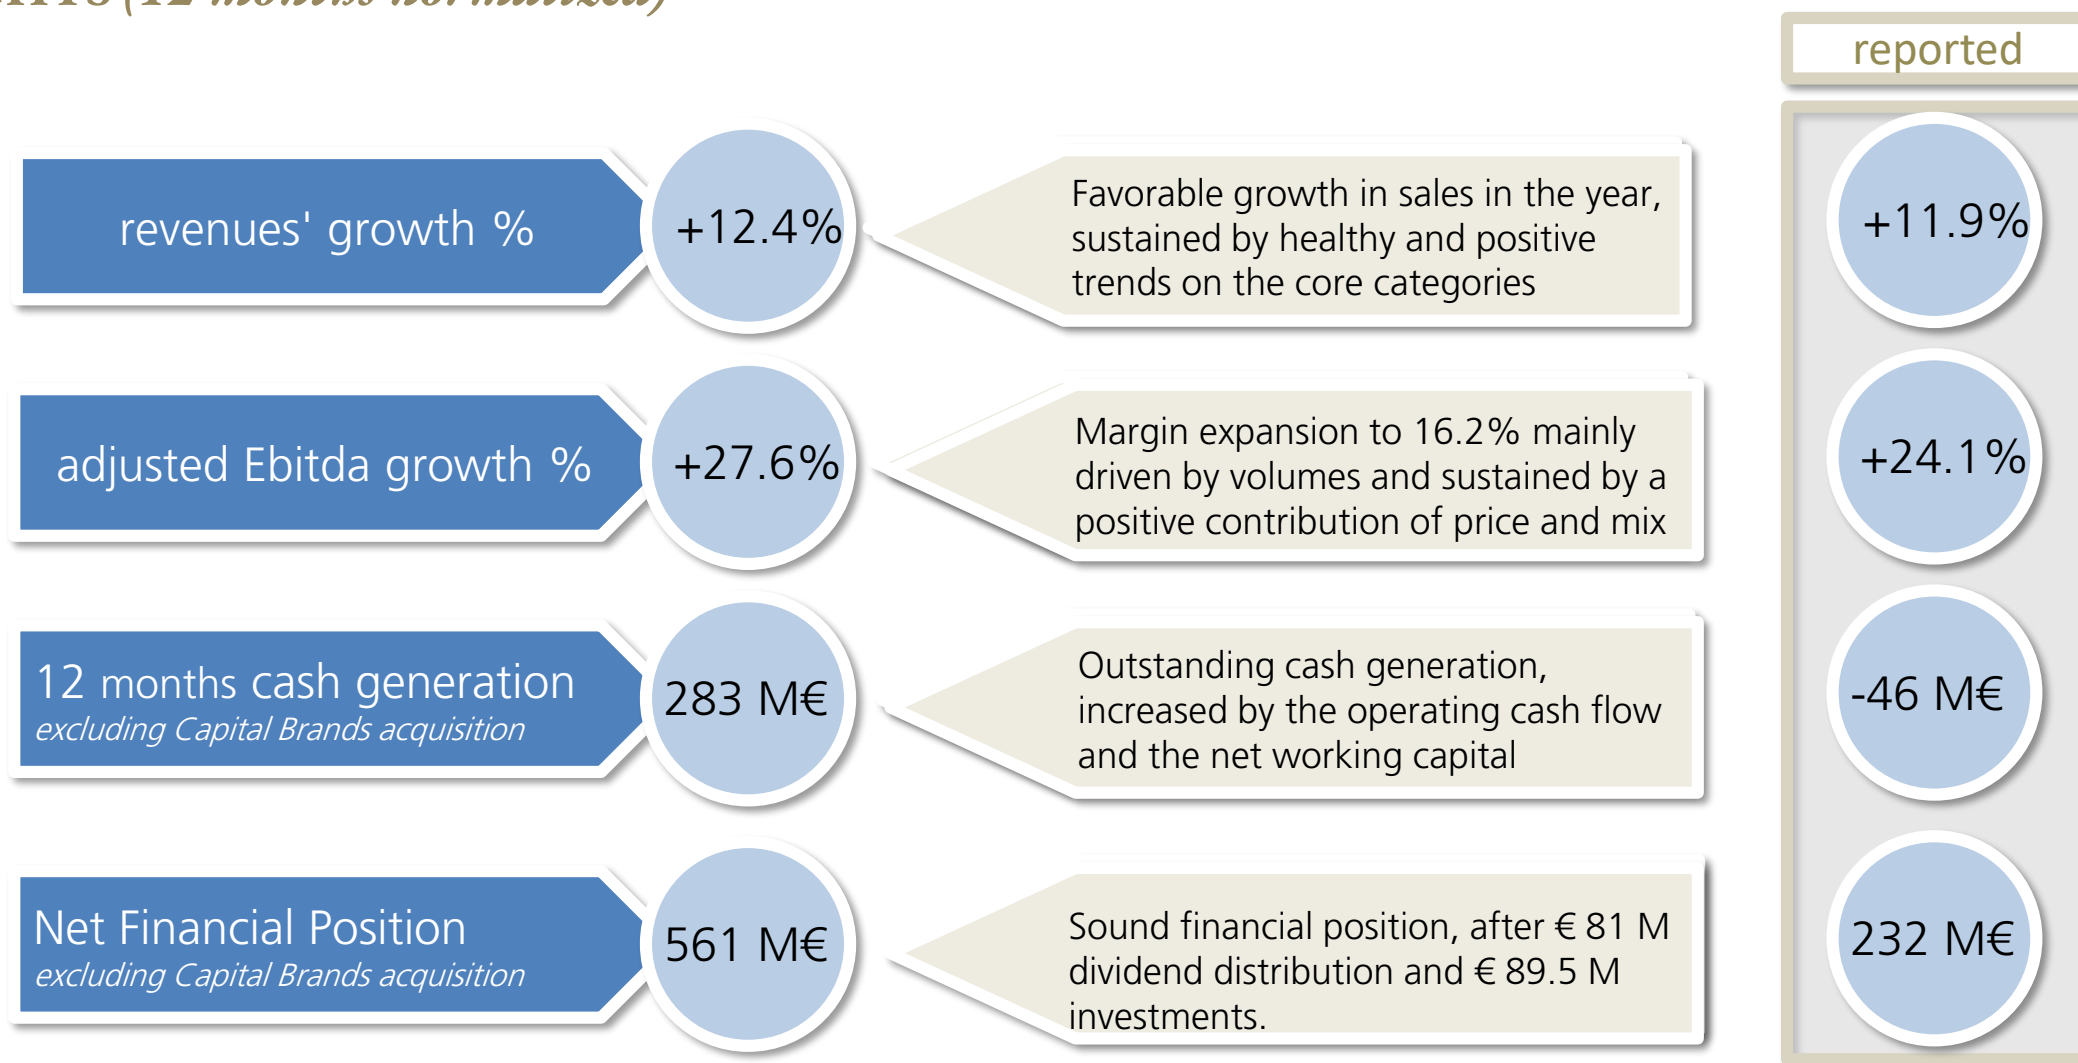 (12 months normalized)
reported
revenues' growth %
+12.4%
Favorable growth in sales in the year,
sustained by healthy and positive
trends on the core categories
+11.9%
adjusted Ebitda growth %
+27.6%
Margin expansion to 16.2% mainly
driven by volumes and sustained by a
positive contribution of price and mix
+24.1%
12 months cash generation
excluding Capital Brands acquisition
283 M€
Outstanding cash generation,
increased by the operating cash flow
and the net working capital
-46 M€
Net Financial Position
excluding Capital Brands acquisition
561 M€
Sound financial position, after € 81 M
dividend distribution and € 89.5 M
investments.
232 M€